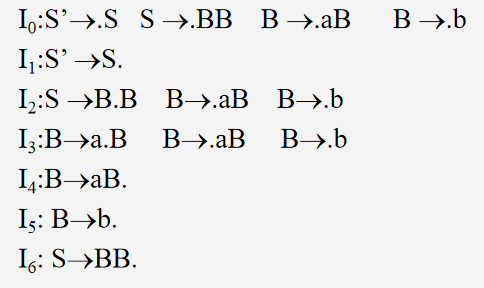 I₀:S’→.S S →.BB B →.aB B →.b
I₁:S’ →S.
I₂:S →B.B B→.aB B→.b
I₃:B→a.B B→.aB B→.b
I₄:B→aB.
I₅: B→b.
I₆: S→BB.